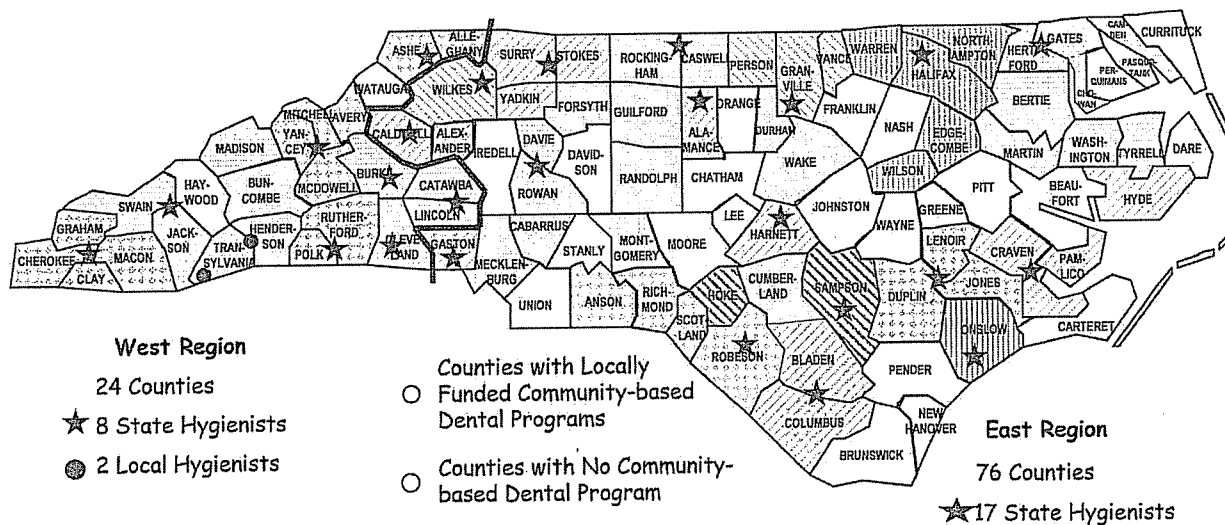 ASHE
ALLE-
GHANY
SURRY
STOKES
ROCKING-
HAM
CASWELL
PERSON
GRAN-
VILLE
VANCE
WARREN
NORTH-
AMPTON
HALIFAX
HERT-
FORD
GATES
CAM-
DEN
CURRITUCK
PASQUO-
TANK
PER-
QUIMANS
CHO-
WAN
WATAUGA
WILKES
YADKIN
FORSYTH
GUILFORD
ALA-
MANCE
ORANGE
DURHAM
FRANKLIN
NASH
EDGE-
COMBE
BERTIE
MITCHELL
AVERY
YAN-
CEY
CALDWELL
ALEX-
ANDER
IREDELL
DAVIE
DAVID-
SON
WAKE
WILSON
MARTIN
WASH-
INGTON
TYRRELL
DARE
MADISON
BURKE
MCDOWELL
CATAWBA
ROWAN
RANDOLPH
CHATHAM
JOHNSTON
PITT
BEAU-
FORT
HYDE
SWAIN
HAY-
WOOD
BUN-
COMBE
RUTHER-
FORD
LINCOLN
CABARRUS
LEE
HARNETT
WAYNE
GREENE
LENOIR
CRAVEN
PAM-
LICO
GRAHAM
JACK-
SON
TRAN-
SYLVANIA
HENDER-
SON
POLK
CLEVE-
LAND
GASTON
MECKLEN-
BURG
STANLY
MONT-
GOMERY
MOORE
CUMBER-
LAND
SAMPSON
DUPLIN
JONES
CHEROKEE
CLAY
MACON
UNION
ANSON
RICH-
MOND
HOKE
SCOT-
LAND
ROBESON
BLADEN
ONSLOW
CARTERET
PENDER
COLUMBUS
NEW
HANOVER
BRUNSWICK
West Region
24 Counties
8 State Hygienists
2 Local Hygienists
Counties with Locally
Funded Community-based
Dental Programs
Counties with No Community-
based Dental Program
East Region
76 Counties
17 State Hygienists